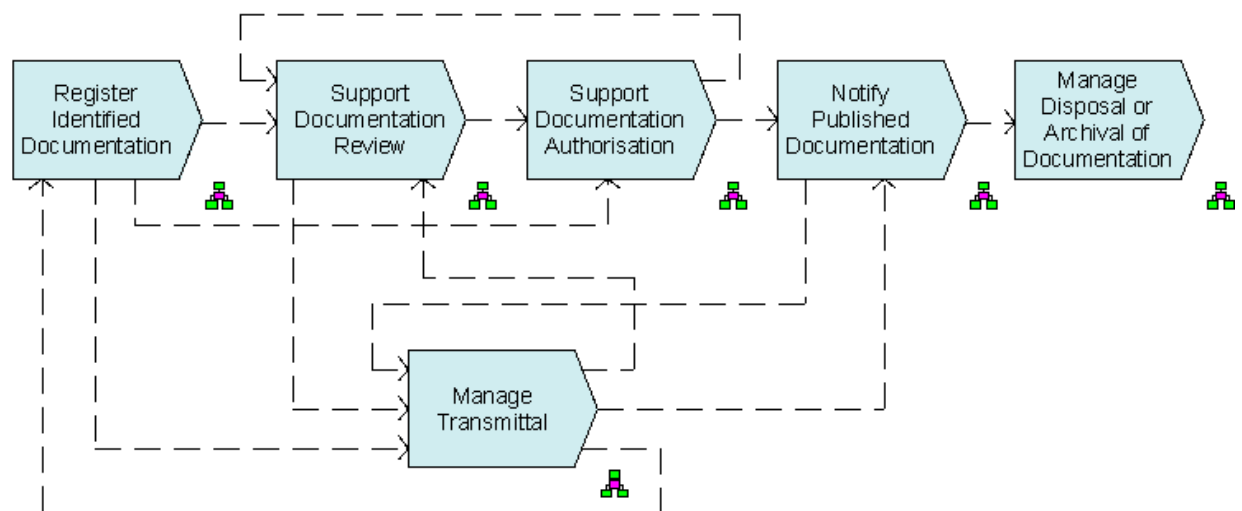 Register
Identified
Documentation
Support
Documentation
Review
Support
Documentation
Authorisation
Notify
Published
Documentation
Manage
Disposal or
Archival of
Documentation
Manage
Transmittal